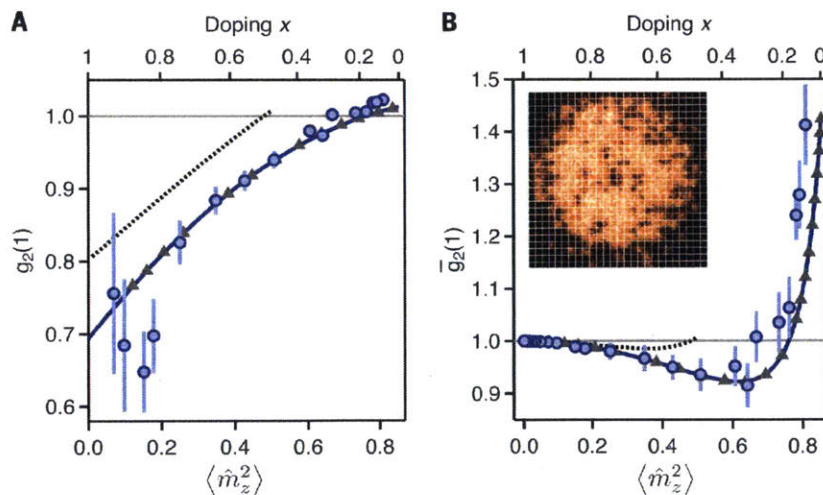 A
Doping x
1 0.8 0.6 0.4 0.2 0
1.0
0.9
0.8
0.7
0.6
g₂(1)
0.0 0.2 0.4 0.6 0.8
⟨m̂_z²⟩
B
Doping x
1 0.8 0.6 0.4 0.2 0
1.5
1.4
1.3
1.2
1.1
1.0
0.9
ḡ₂(1)
0.0 0.2 0.4 0.6 0.8
⟨m̂_z²⟩